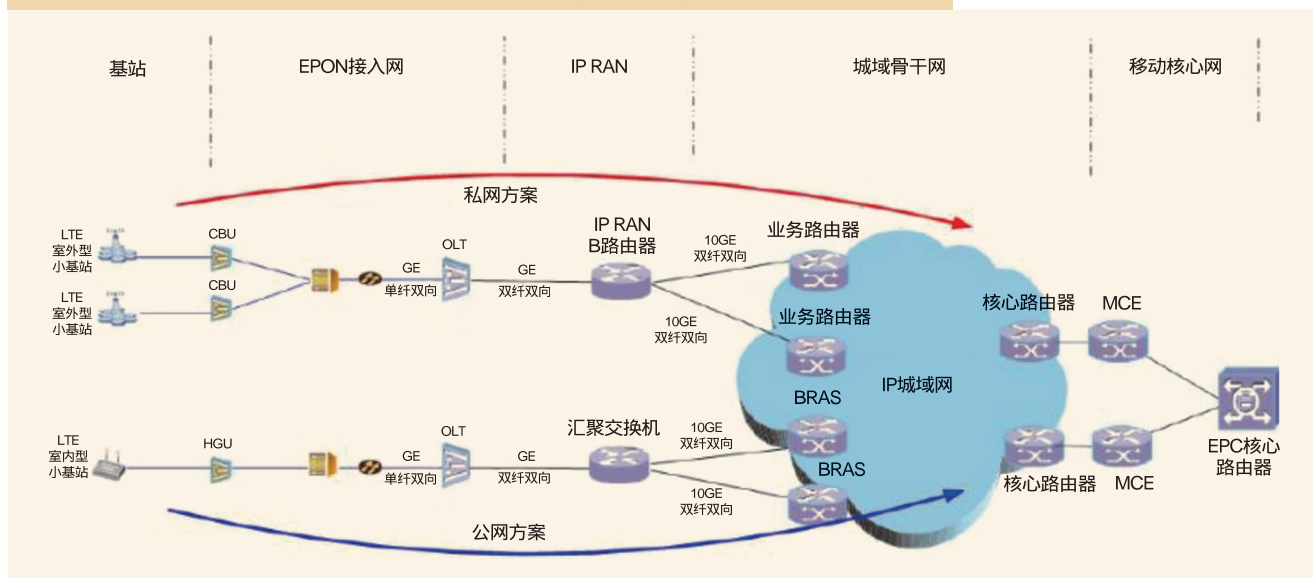 基站
EPON接入网
IP RAN
城域骨干网
移动核心网
私网方案
LTE
室外型
小基站
CBU
LTE
室外型
小基站
CBU
GE
单纤双向
OLT
GE
双纤双向
IP RAN
B路由器
10GE
双纤双向
10GE
双纤双向
业务路由器
业务路由器
核心路由器
MCE
IP城域网
BRAS
EPC核心
路由器
LTE
室内型
小基站
HGU
GE
单纤双向
OLT
GE
双纤双向
汇聚交换机
10GE
双纤双向
10GE
双纤双向
BRAS
核心路由器
MCE
公网方案